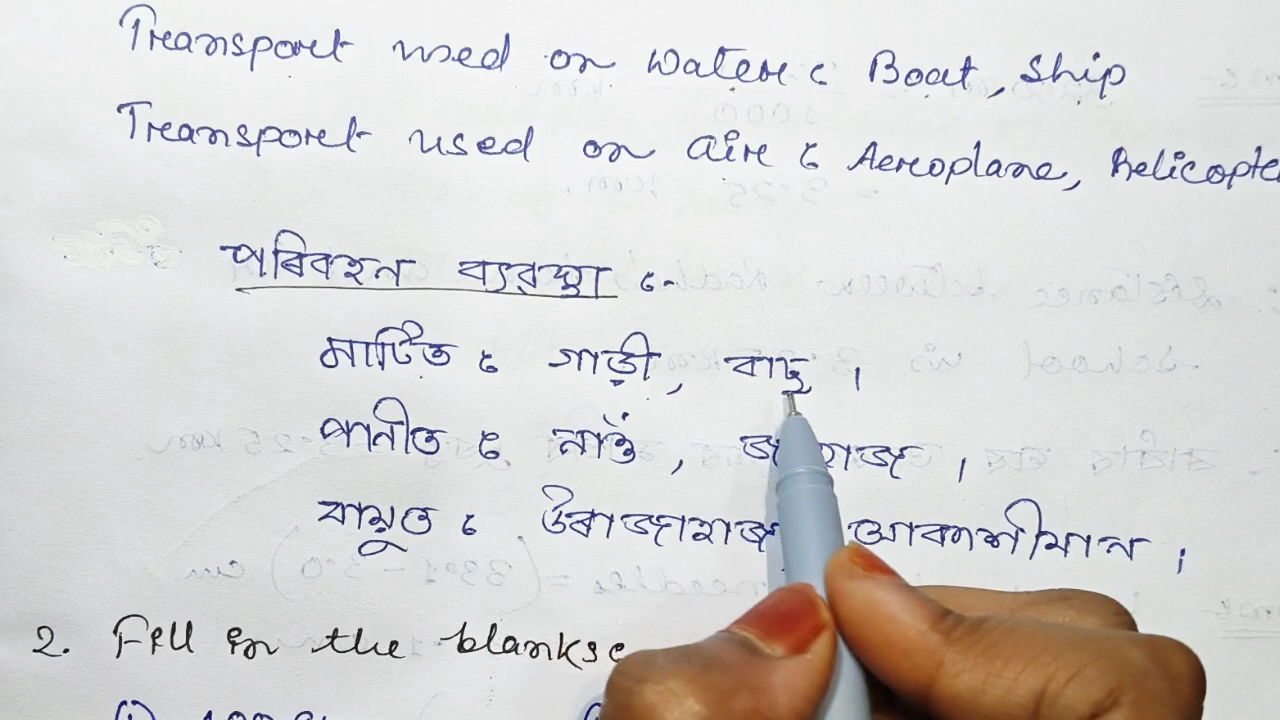 Transport used on water : Boat, ship
Transport used on air : Aeroplane, Helicopte
পৰিবহন ব্যৱস্থা :-
মাটিত : গাড়ী, বাছ ।
পানীত : নাওঁ, জাহাজ ।
বায়ুত : উৰাজাহাজ, আকাশীযান ।
2. Fill in the blanks: